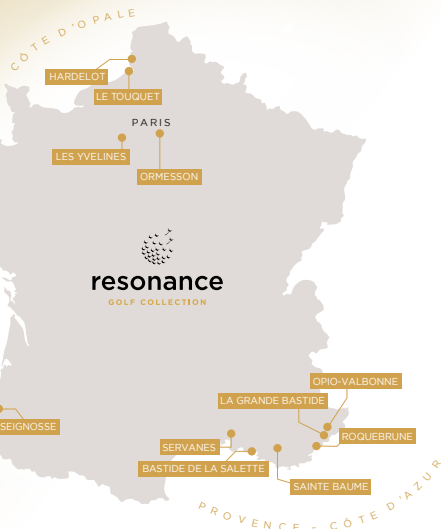 CÔTE D'OPALE
HARDELOT
LE TOUQUET
PARIS
LES YVELINES
ORMESSON
resonance
GOLF COLLECTION
OPIO-VALBONNE
LA GRANDE BASTIDE
SEIGNOSSE
ROQUEBRUNE
SERVANES
BASTIDE DE LA SALETTE
SAINTE BAUME
PROVENCE - CÔTE D'AZUR